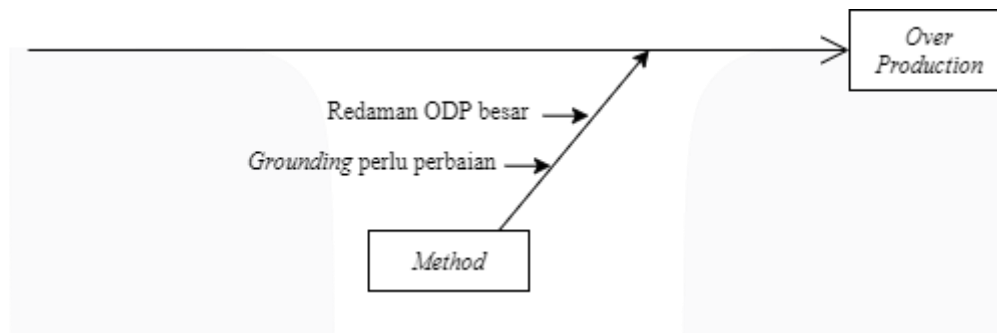 Over
Production
Redaman ODP besar
Grounding perlu perbaian
Method